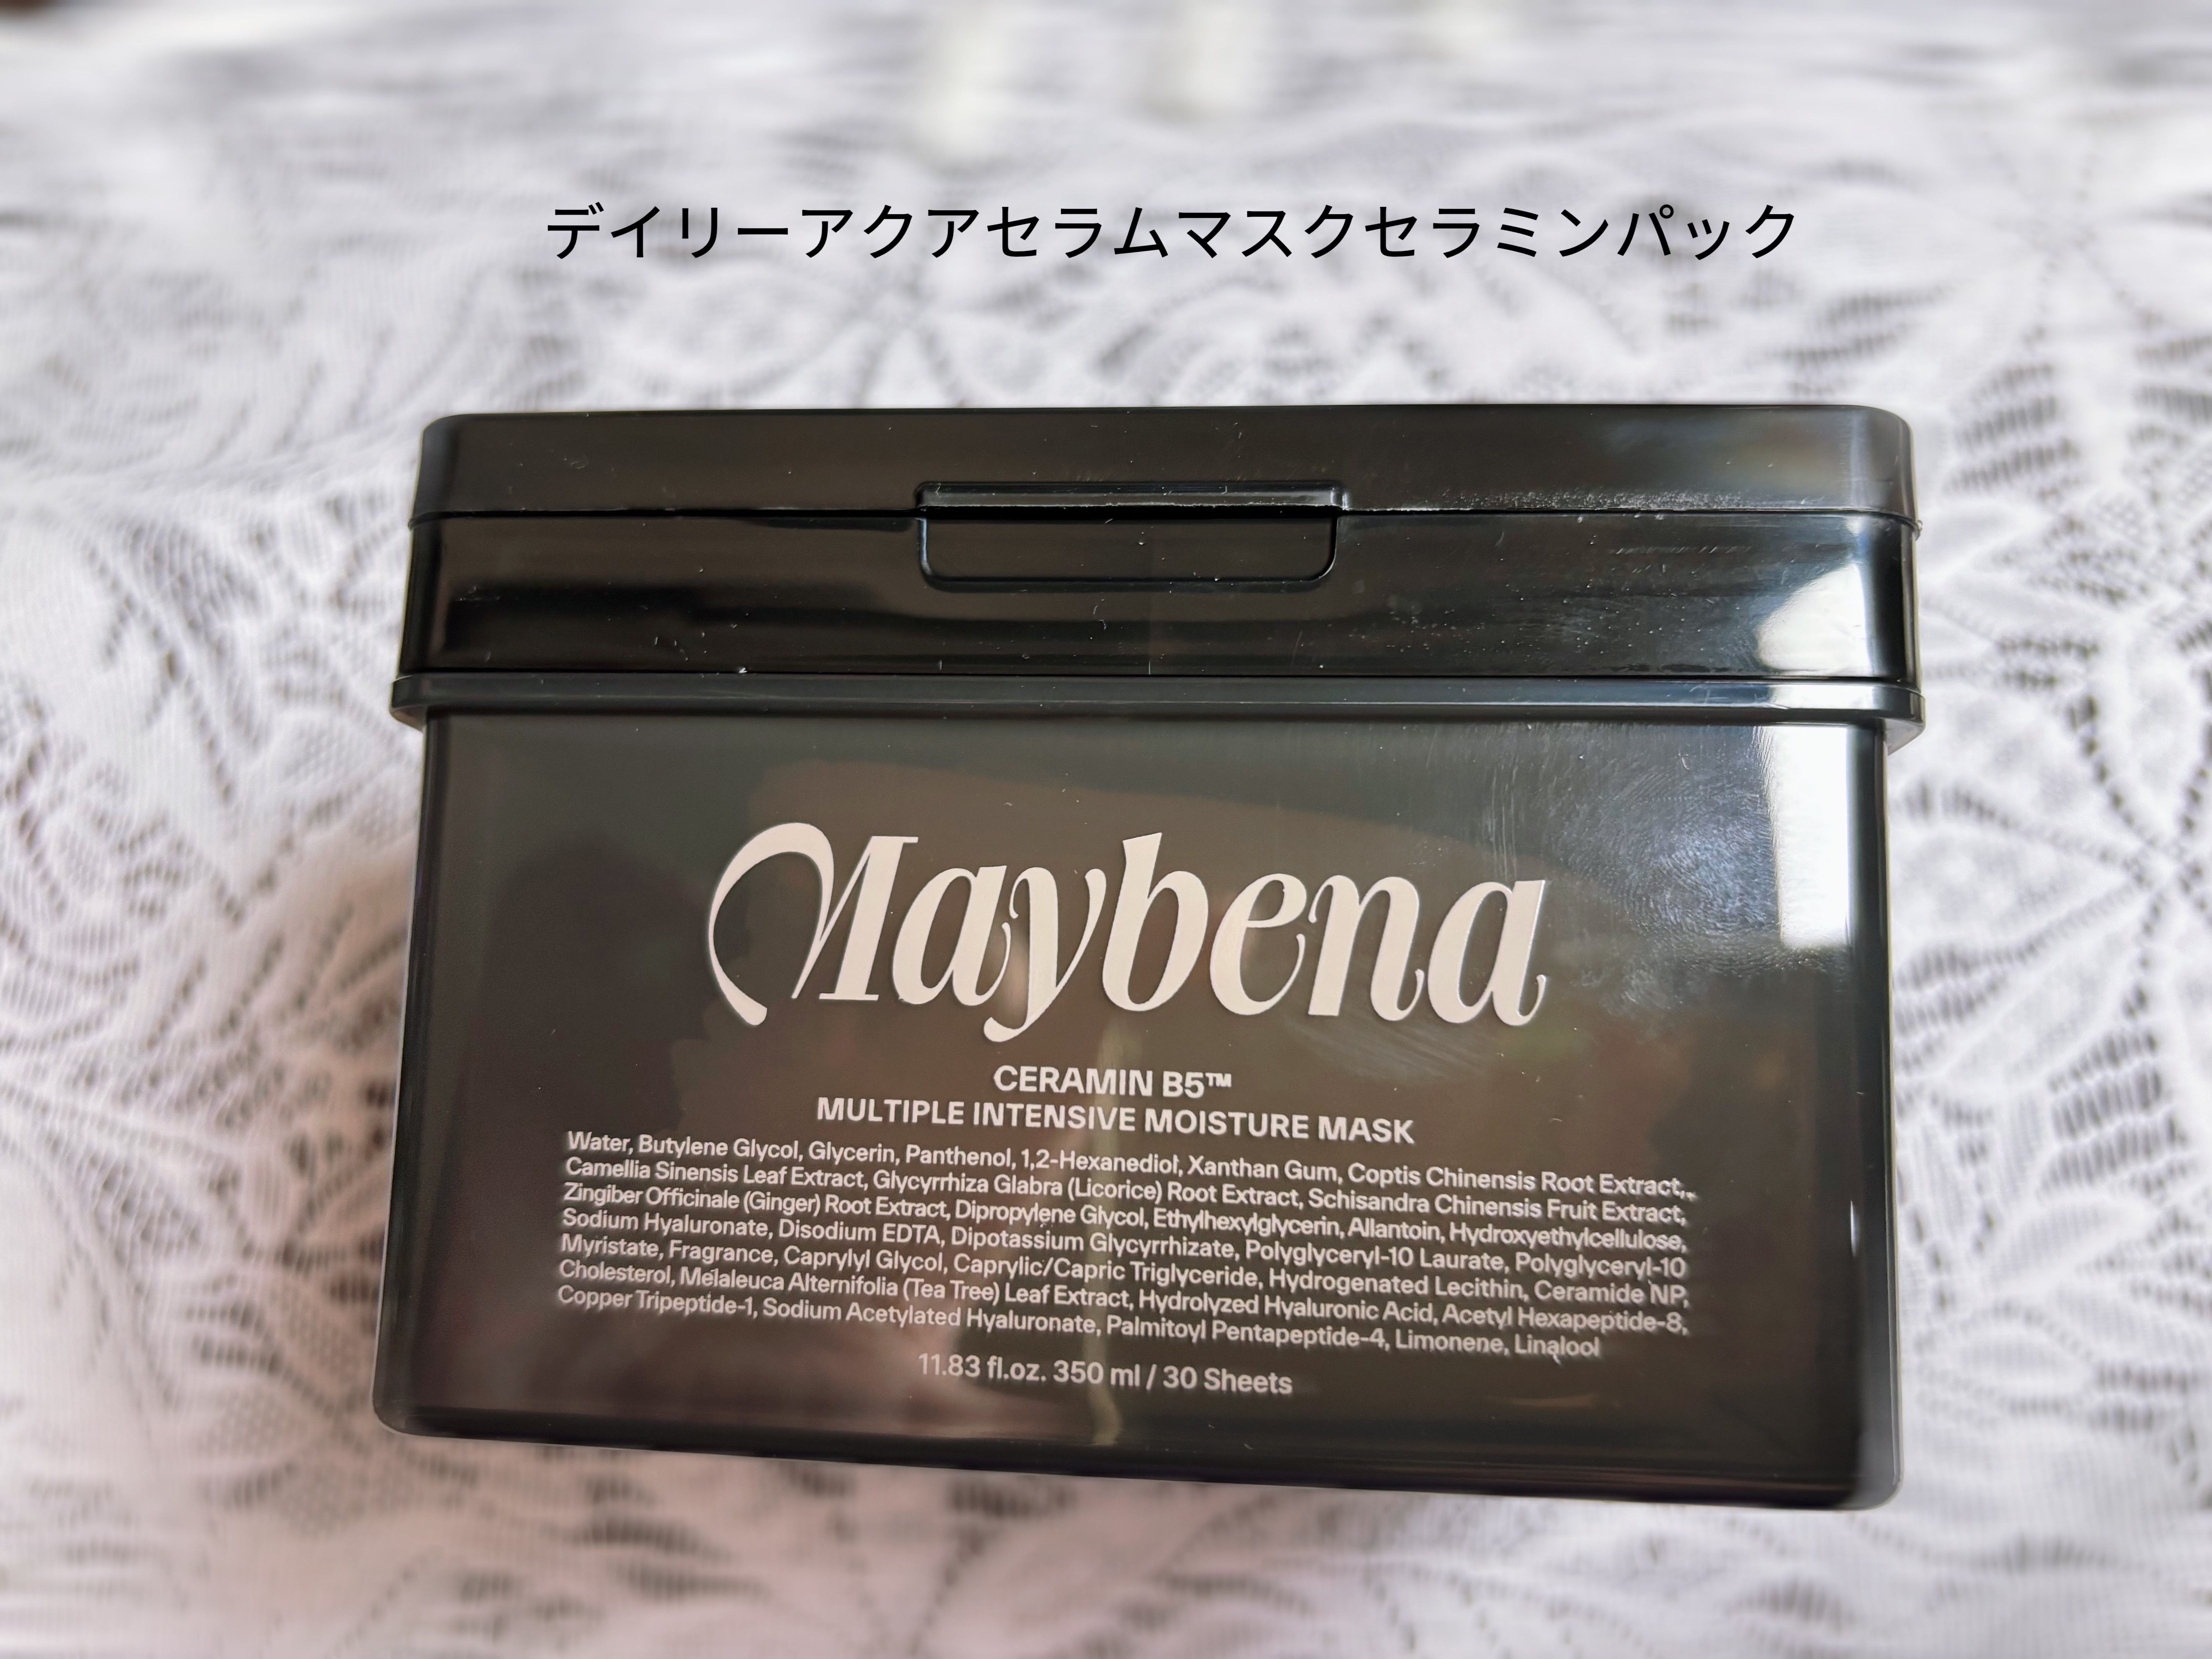 デイリーアクアセラムマスクセラミンパック
Maybena
CERAMIN B5™
MULTIPLE INTENSIVE MOISTURE MASK
Water, Butylene Glycol, Glycerin, Panthenol, 1,2-Hexanediol, Xanthan Gum, Coptis Chinensis Root Extract,
Camellia Sinensis Leaf Extract, Glycyrrhiza Glabra (Licorice) Root Extract, Schisandra Chinensis Fruit Extract,
Zingiber Officinale (Ginger) Root Extract, Dipropylene Glycol, Ethylhexylglycerin, Allantoin, Hydroxyethylcellulose,
Sodium Hyaluronate, Disodium EDTA, Dipotassium Glycyrrhizate, Polyglyceryl-10 Laurate, Polyglyceryl-10
Myristate, Fragrance, Caprylyl Glycol, Caprylic/Capric Triglyceride, Hydrogenated Lecithin, Ceramide NP,
Cholesterol, Melaleuca Alternifolia (Tea Tree) Leaf Extract, Hydrolyzed Hyaluronic Acid, Acetyl Hexapeptide-8,
Copper Tripeptide-1, Sodium Acetylated Hyaluronate, Palmitoyl Pentapeptide-4, Limonene, Linalool
11.83 fl.oz. 350 ml / 30 Sheets